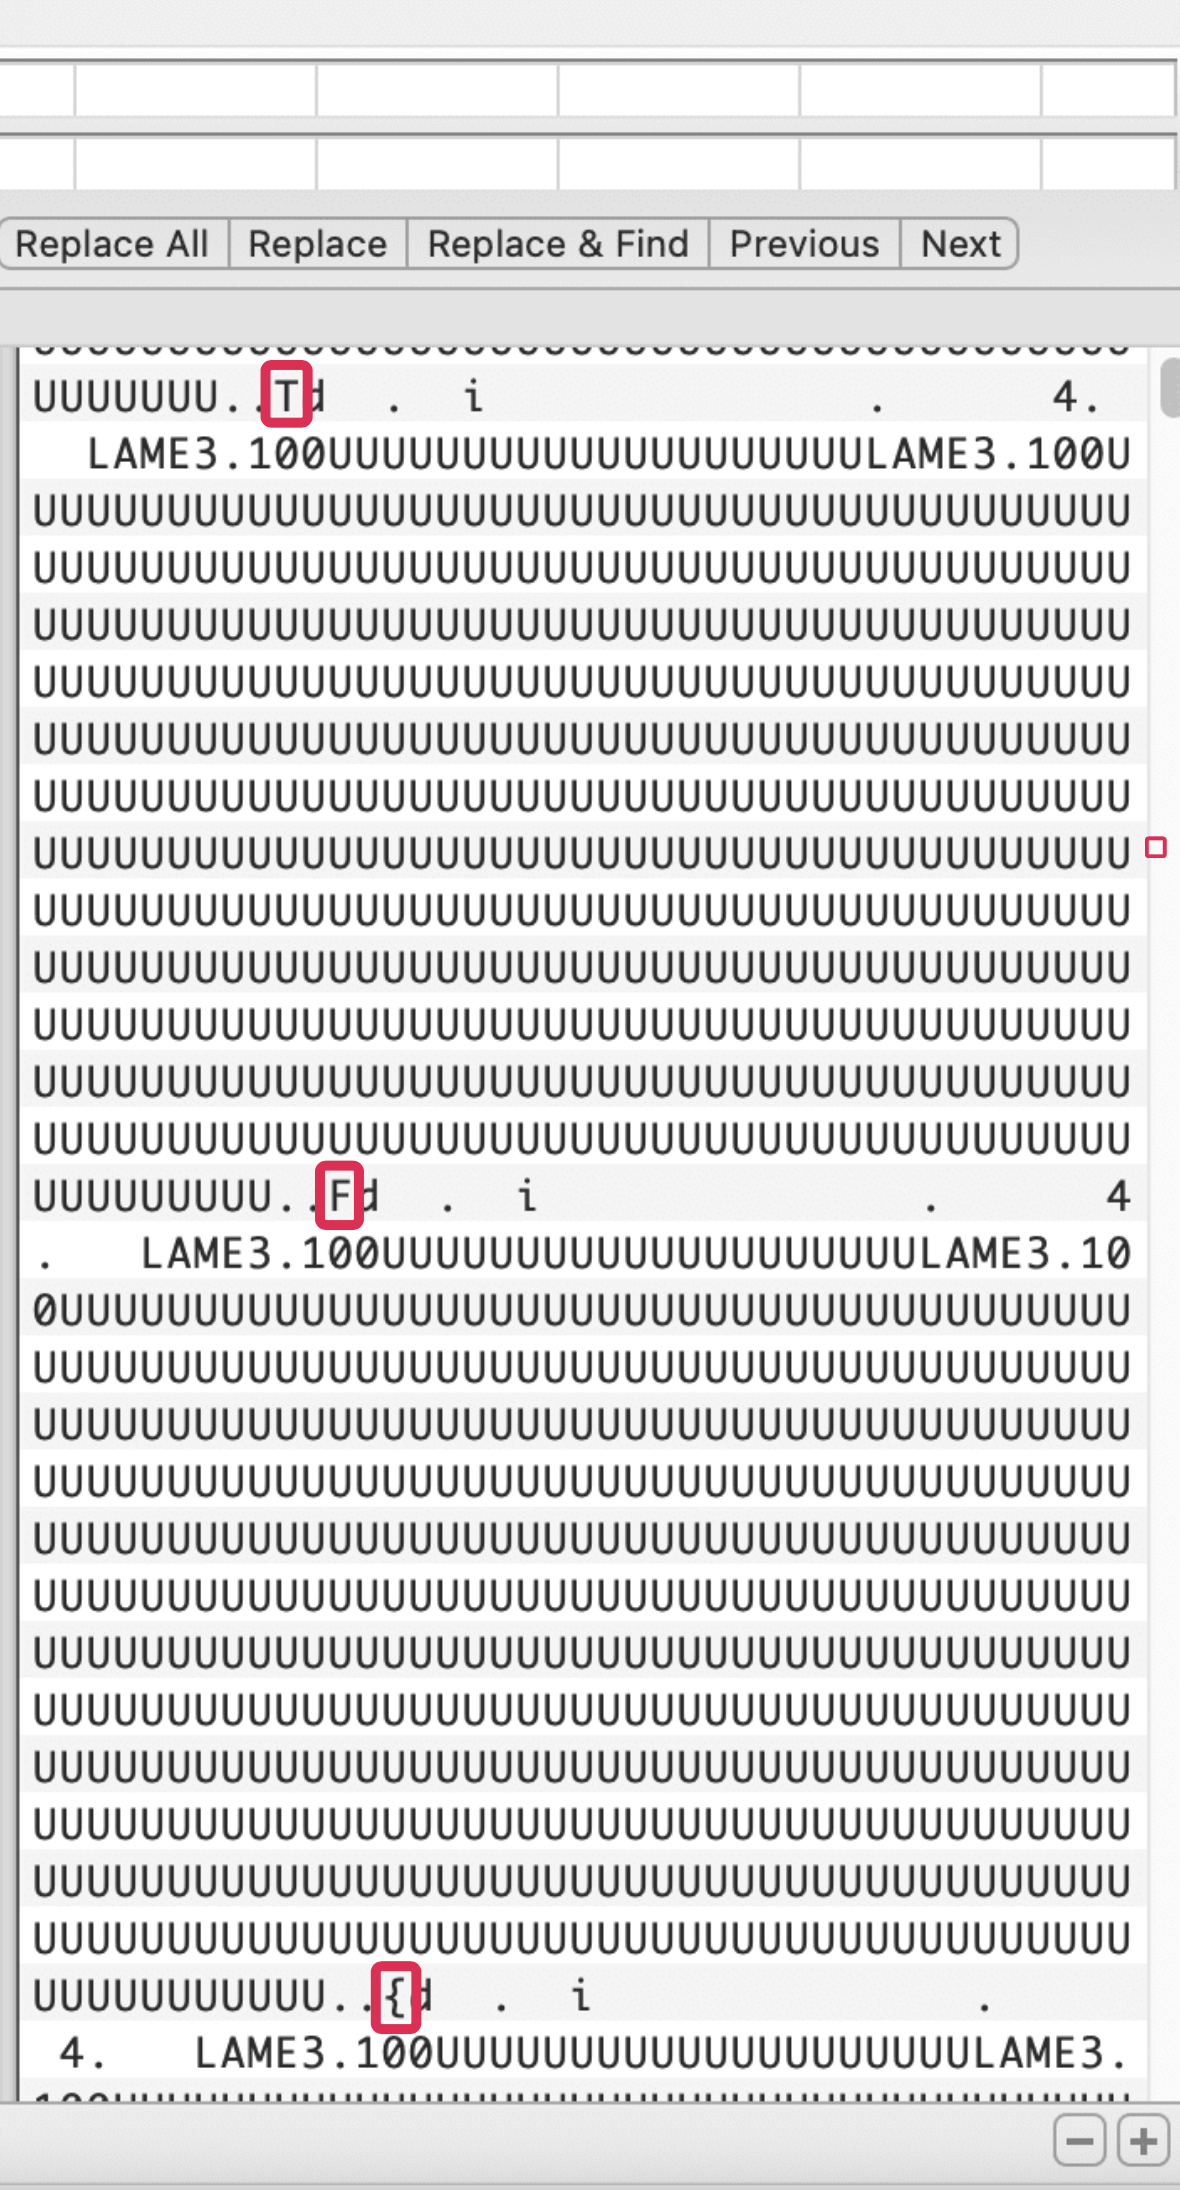 Replace All Replace Replace & Find Previous Next
UUUUUUU..Td . i . 4.
LAME3.100UUUUUUUUUUUUUUUUUUUULAME3.100U
UUUUUUUUUUUUUUUUUUUUUUUUUUUUUUUUUUUUUUUUU
UUUUUUUUUUUUUUUUUUUUUUUUUUUUUUUUUUUUUUUUU
UUUUUUUUUUUUUUUUUUUUUUUUUUUUUUUUUUUUUUUUU
UUUUUUUUUUUUUUUUUUUUUUUUUUUUUUUUUUUUUUUUU
UUUUUUUUUUUUUUUUUUUUUUUUUUUUUUUUUUUUUUUUU
UUUUUUUUUUUUUUUUUUUUUUUUUUUUUUUUUUUUUUUUU
UUUUUUUUUUUUUUUUUUUUUUUUUUUUUUUUUUUUUUUUU
UUUUUUUUUUUUUUUUUUUUUUUUUUUUUUUUUUUUUUUUU
UUUUUUUUUUUUUUUUUUUUUUUUUUUUUUUUUUUUUUUUU
UUUUUUUUUUUUUUUUUUUUUUUUUUUUUUUUUUUUUUUUU
UUUUUUUUUUUUUUUUUUUUUUUUUUUUUUUUUUUUUUUUU
UUUUUUUUUUUUUUUUUUUUUUUUUUUUUUUUUUUUUUUUU
UUUUUUUUU..Fd . i . 4
. LAME3.100UUUUUUUUUUUUUUUUUUUULAME3.10
0UUUUUUUUUUUUUUUUUUUUUUUUUUUUUUUUUUUUUUUU
UUUUUUUUUUUUUUUUUUUUUUUUUUUUUUUUUUUUUUUUU
UUUUUUUUUUUUUUUUUUUUUUUUUUUUUUUUUUUUUUUUU
UUUUUUUUUUUUUUUUUUUUUUUUUUUUUUUUUUUUUUUUU
UUUUUUUUUUUUUUUUUUUUUUUUUUUUUUUUUUUUUUUUU
UUUUUUUUUUUUUUUUUUUUUUUUUUUUUUUUUUUUUUUUU
UUUUUUUUUUUUUUUUUUUUUUUUUUUUUUUUUUUUUUUUU
UUUUUUUUUUUUUUUUUUUUUUUUUUUUUUUUUUUUUUUUU
UUUUUUUUUUUUUUUUUUUUUUUUUUUUUUUUUUUUUUUUU
UUUUUUUUUUUUUUUUUUUUUUUUUUUUUUUUUUUUUUUUU
UUUUUUUUUUUUUUUUUUUUUUUUUUUUUUUUUUUUUUUUU
UUUUUUUUUUUUUUUUUUUUUUUUUUUUUUUUUUUUUUUUU
UUUUUUUUUUU..{d . i .
4. LAME3.100UUUUUUUUUUUUUUUUUUUULAME3.